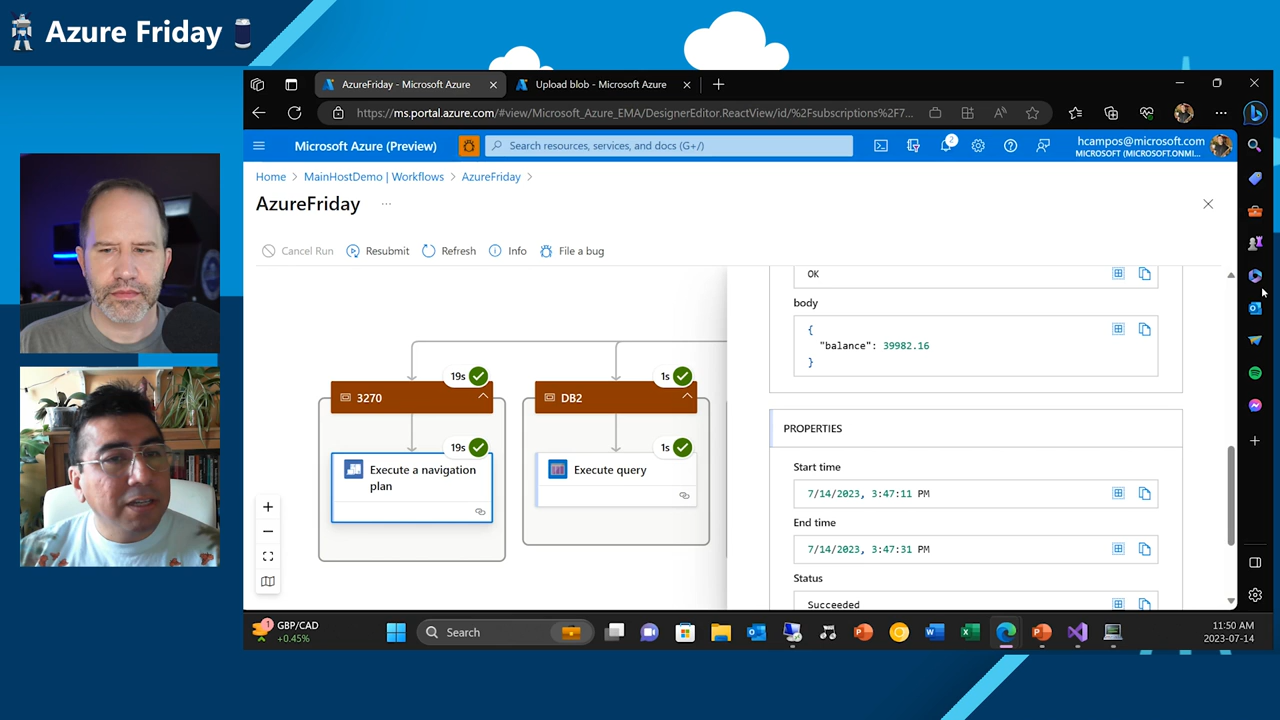 Azure Friday
AzureFriday - Microsoft Azure
Upload blob - Microsoft Azure
https://ms.portal.azure.com/#view/Microsoft_Azure_EMA/DesignerEditor.ReactView/id/%2Fsubscriptions%2F7...
Microsoft Azure (Preview)
Search resources, services, and docs (G+/)
2
hcampos@microsoft.com
MICROSOFT (MICROSOFT.ONMI...
Home > MainHostDemo | Workflows > AzureFriday >
AzureFriday ...
Cancel Run
Resubmit
Refresh
Info
File a bug
19s
3270
19s
Execute a navigation
plan
1s
DB2
1s
Execute query
OK
body
{
"balance": 39982.16
}
PROPERTIES
Start time
7/14/2023, 3:47:11 PM
End time
7/14/2023, 3:47:31 PM
Status
Succeeded
1
GBP/CAD
+0.45%
Search
11:50 AM
2023-07-14